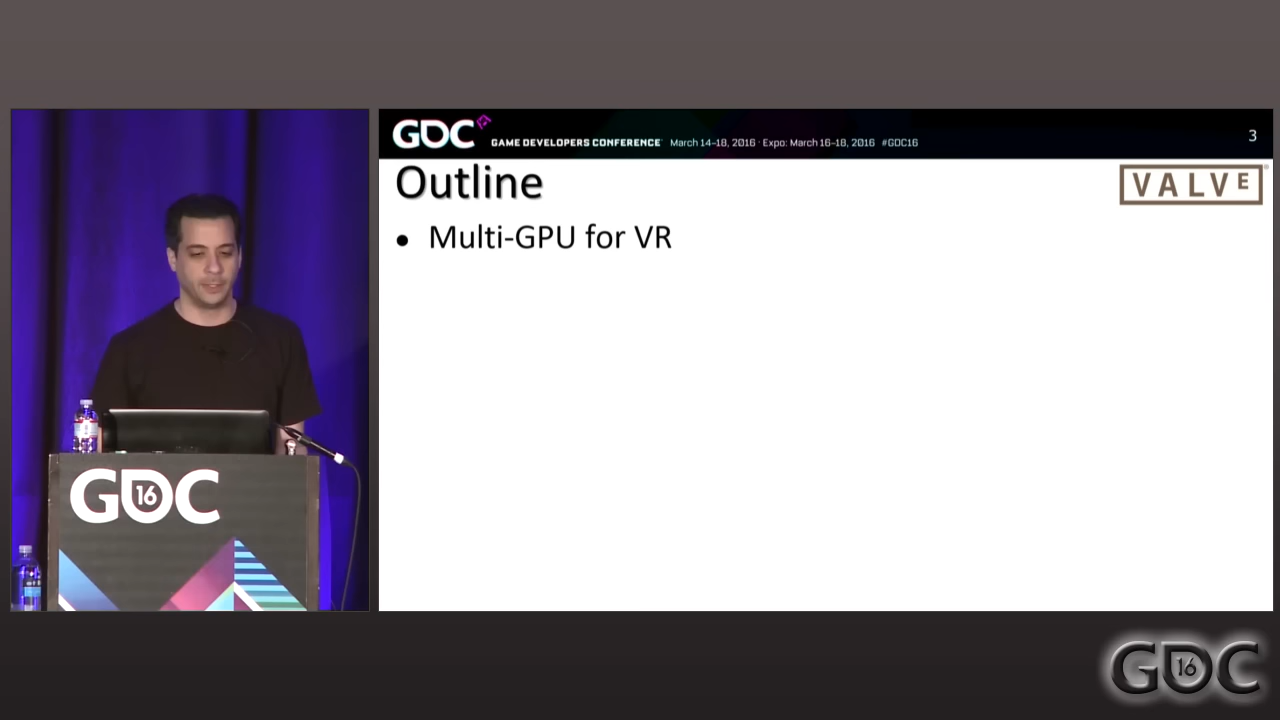 GDC
GAME DEVELOPERS CONFERENCE March 14–18, 2016 · Expo: March 16–18, 2016 #GDC16
3
Outline
VALVE
• Multi-GPU for VR
GDC 16
GDC 16